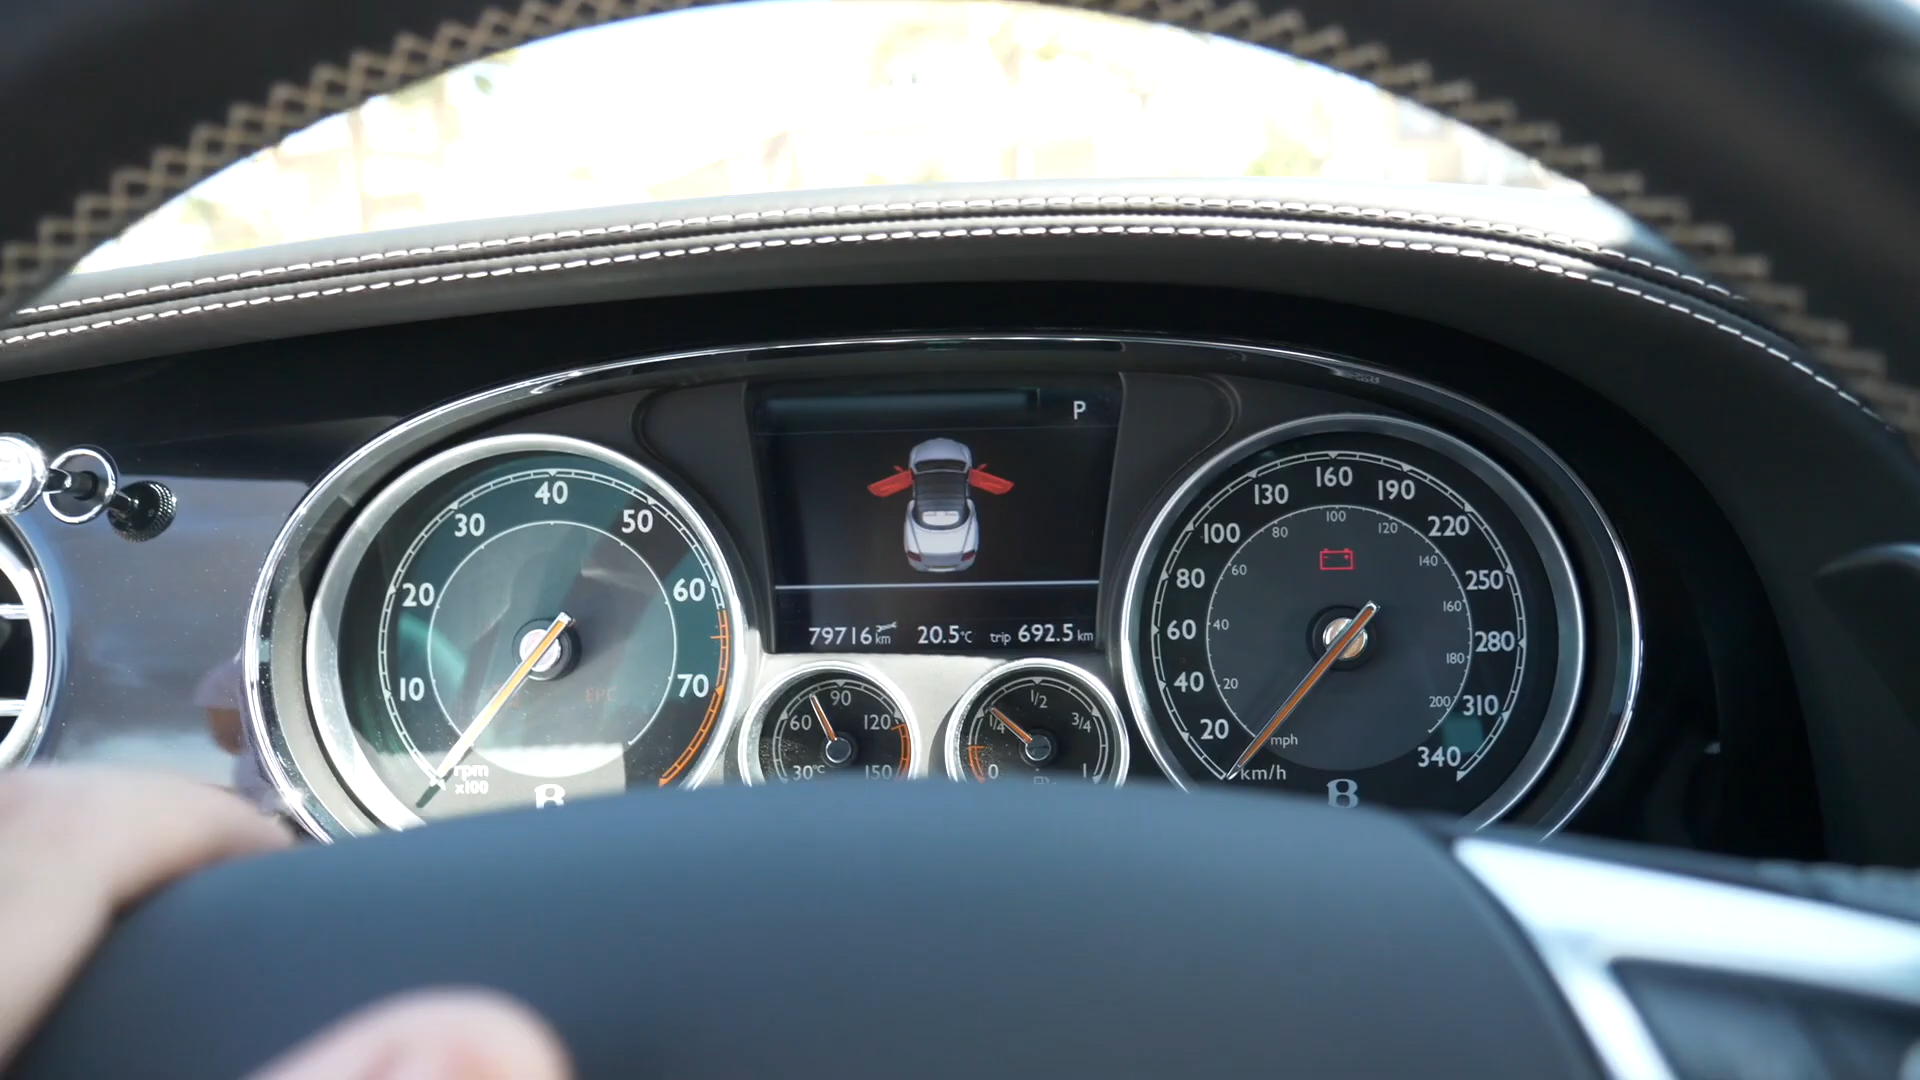 P
79716 km 20.5°C trip 692.5 km
10 20 30 40 50 60 70
EPC
rpm
x100
B
30°C 60 90 120 150
0 1/4 1/2 3/4 1
20 40 60 80 100 130 160 190 220 250 280 310 340
20 40 60 80 100 120 140 160 180 200
mph
km/h
B